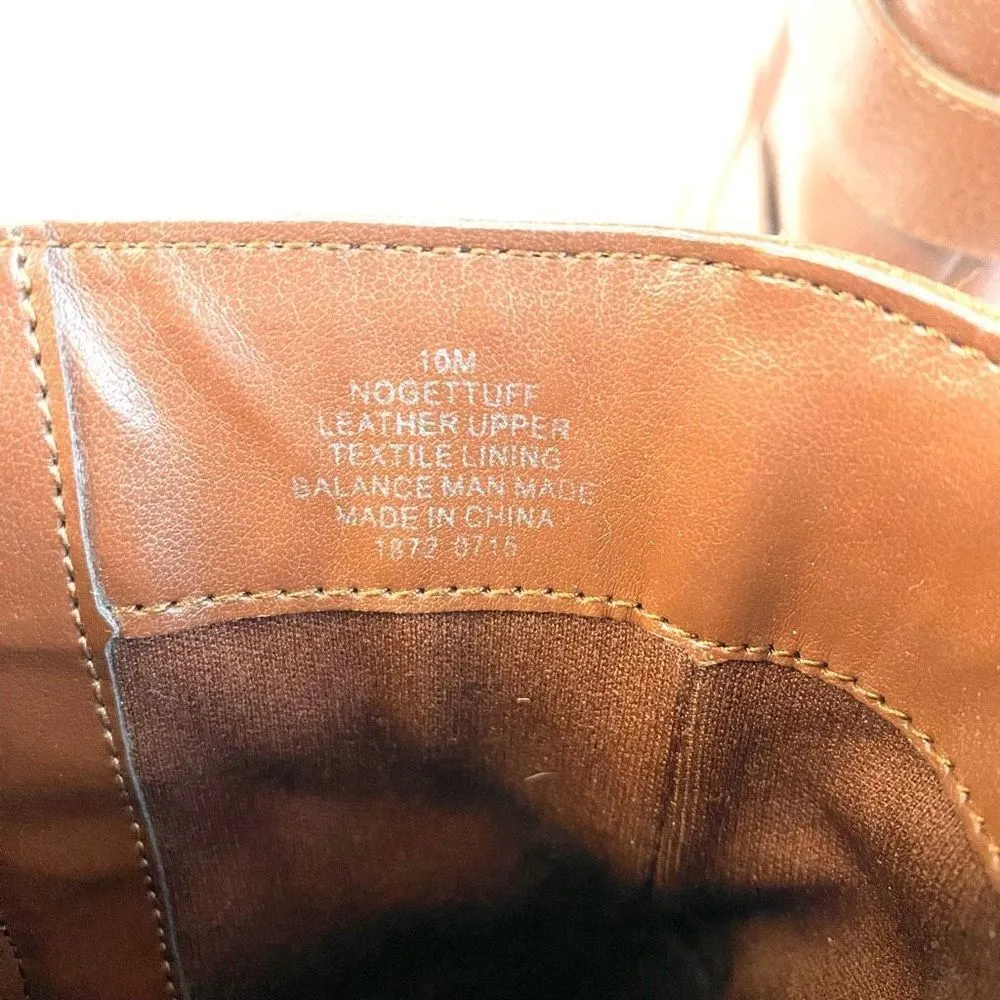 10M
NOGETTUFF
LEATHER UPPER
TEXTILE LINING
BALANCE MAN MADE
MADE IN CHINA
1872 0715